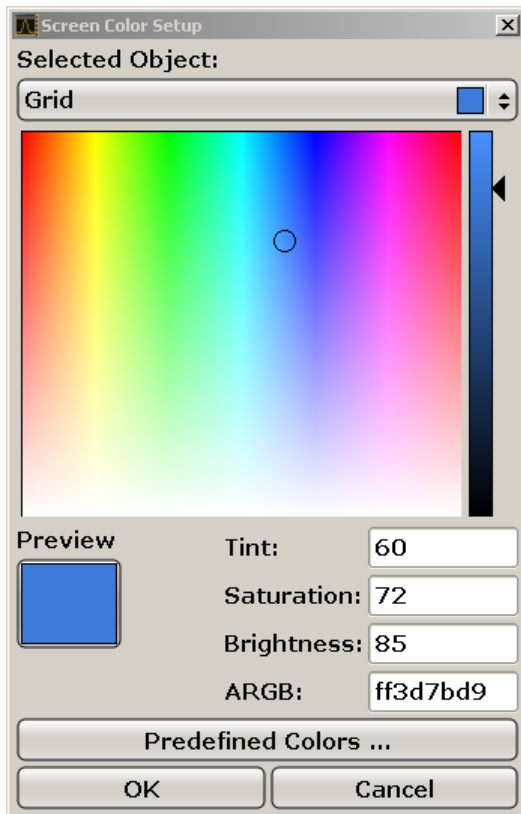 Screen Color Setup
Selected Object:
Grid
Preview
Tint: 60
Saturation: 72
Brightness: 85
ARGB: ff3d7bd9
Predefined Colors ...
OK Cancel